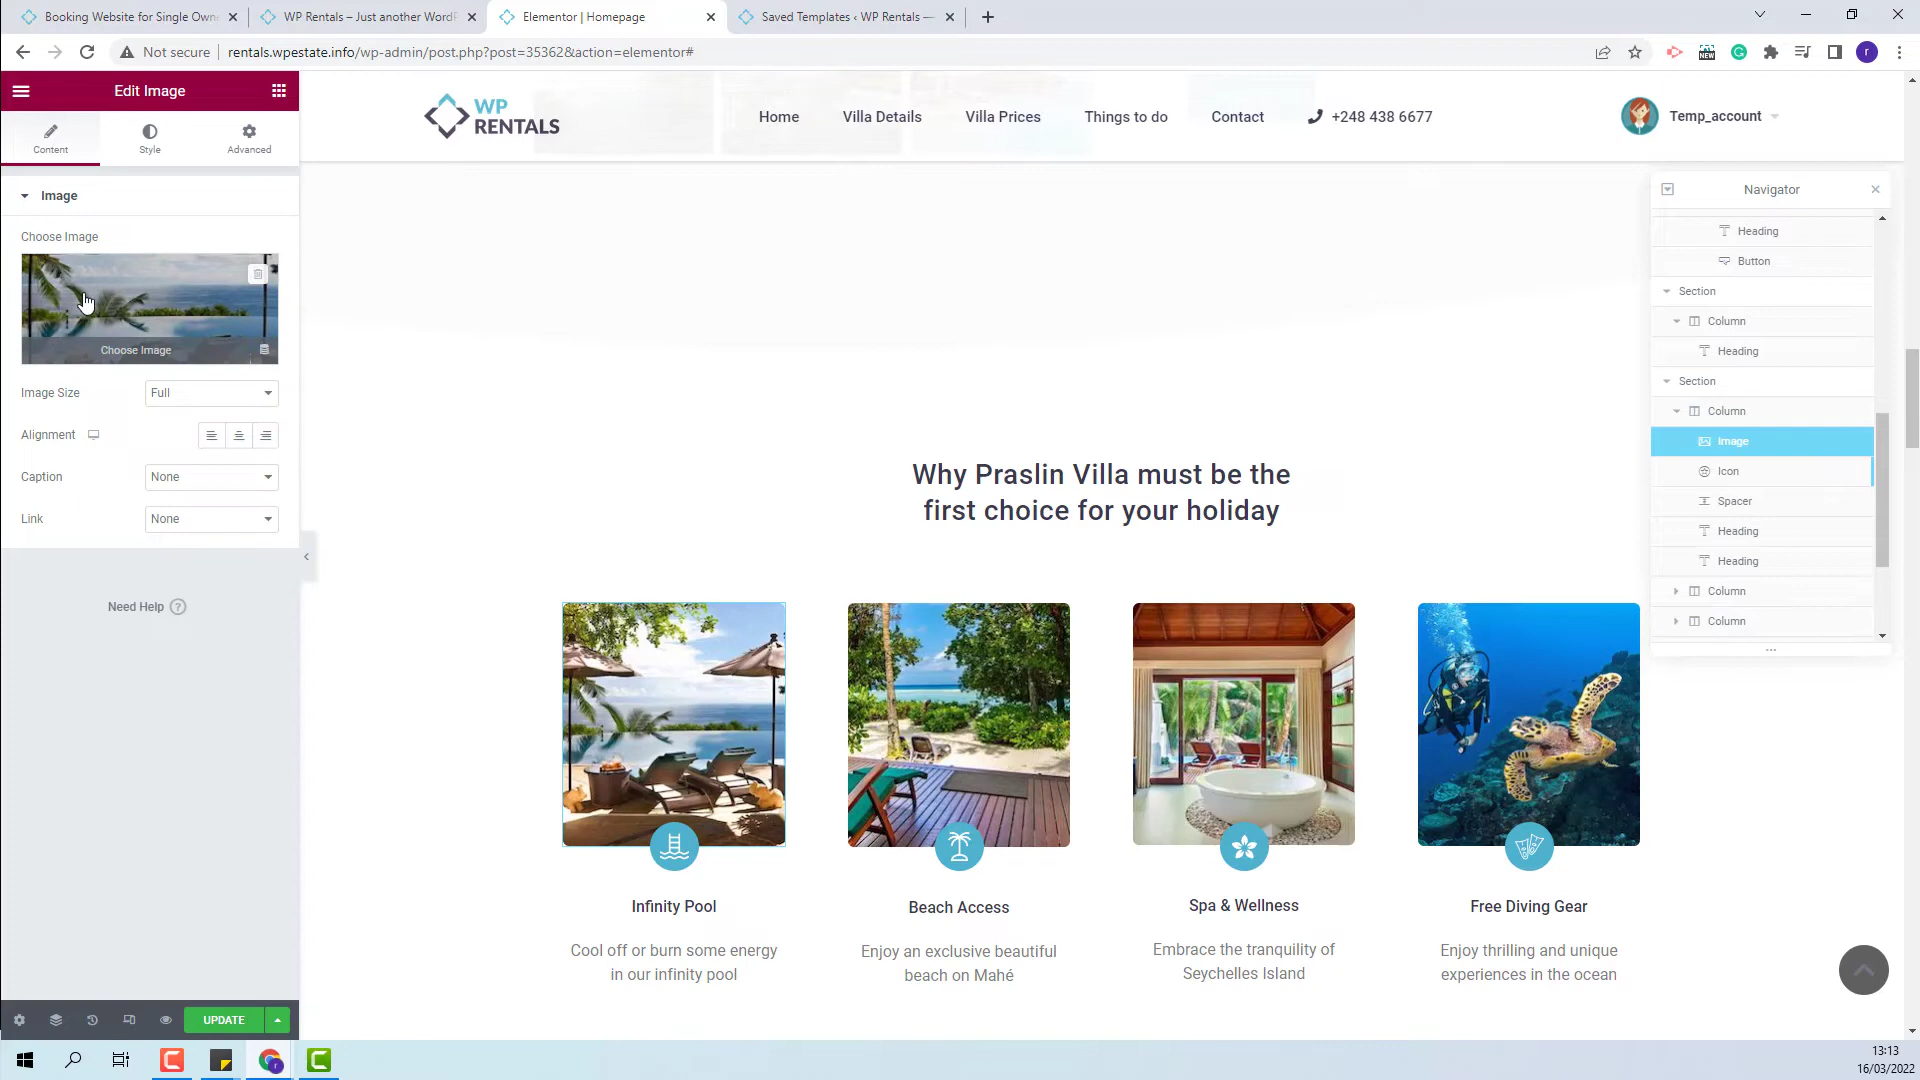 Booking Website for Single Own
WP Rentals – Just another WordP
Elementor | Homepage
Saved Templates ‹ WP Rentals —
Not secure
rentals.wpestate.info/wp-admin/post.php?post=35362&action=elementor#
NEW
r
Edit Image
Content
Style
Advanced
Image
Choose Image
Choose Image
Image Size
Full
Alignment
Caption
None
Link
None
Need Help ?
UPDATE
WP
RENTALS
Home
Villa Details
Villa Prices
Things to do
Contact
+248 438 6677
Temp_account
Navigator
Heading
Button
Section
Column
Heading
Section
Column
Image
Icon
Spacer
Heading
Heading
Column
Column
Why Praslin Villa must be the
first choice for your holiday
Infinity Pool
Cool off or burn some energy
in our infinity pool
Beach Access
Enjoy an exclusive beautiful
beach on Mahé
Spa & Wellness
Embrace the tranquility of
Seychelles Island
Free Diving Gear
Enjoy thrilling and unique
experiences in the ocean
13:13
16/03/2022